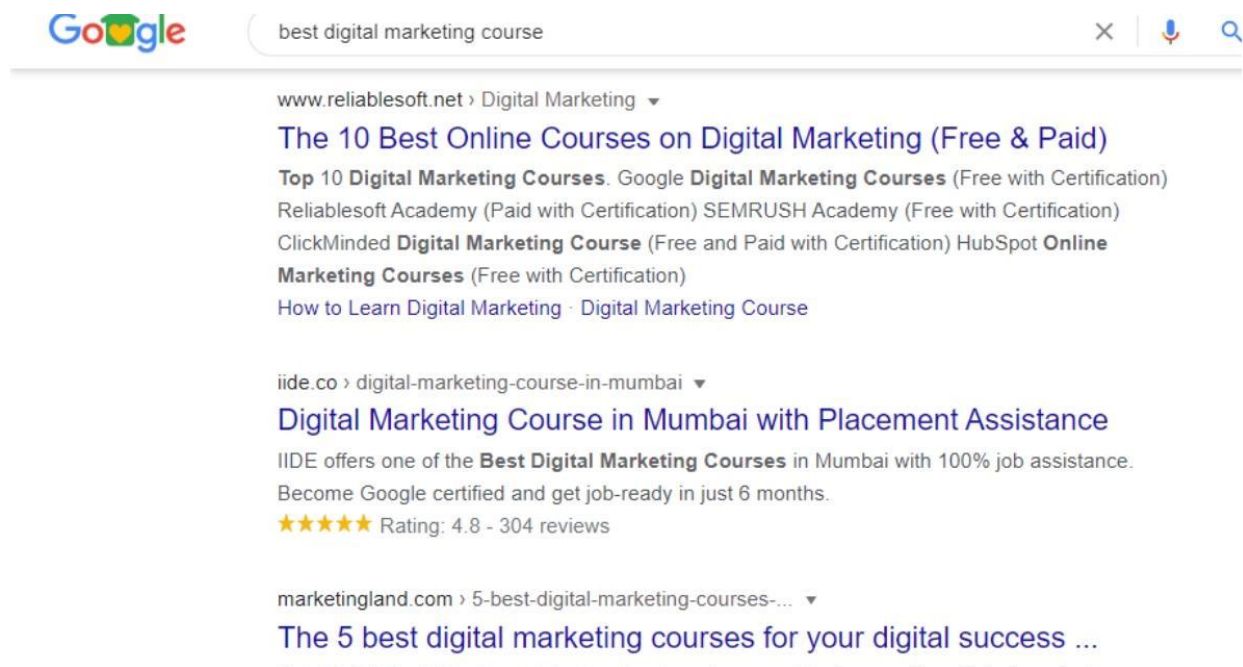 Google
best digital marketing course
www.reliablesoft.net › Digital Marketing
The 10 Best Online Courses on Digital Marketing (Free & Paid)
Top 10 Digital Marketing Courses. Google Digital Marketing Courses (Free with Certification)
Reliablesoft Academy (Paid with Certification) SEMRUSH Academy (Free with Certification)
ClickMinded Digital Marketing Course (Free and Paid with Certification) HubSpot Online
Marketing Courses (Free with Certification)
How to Learn Digital Marketing · Digital Marketing Course
iide.co › digital-marketing-course-in-mumbai
Digital Marketing Course in Mumbai with Placement Assistance
IIDE offers one of the Best Digital Marketing Courses in Mumbai with 100% job assistance.
Become Google certified and get job-ready in just 6 months.
Rating: 4.8 - 304 reviews
marketingland.com › 5-best-digital-marketing-courses-...
The 5 best digital marketing courses for your digital success ...